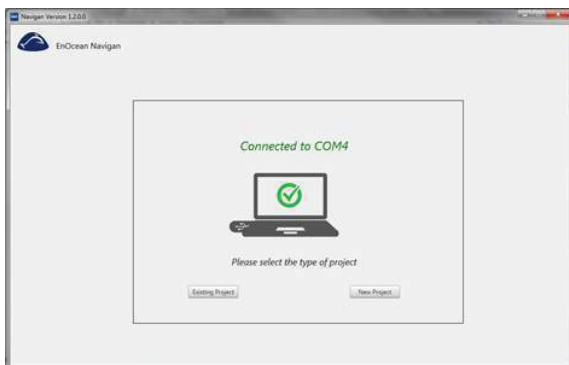 Navigan Version 1.2.0.0
EnOcean Navigan
Connected to COM4
Please select the type of project
Existing Project
New Project